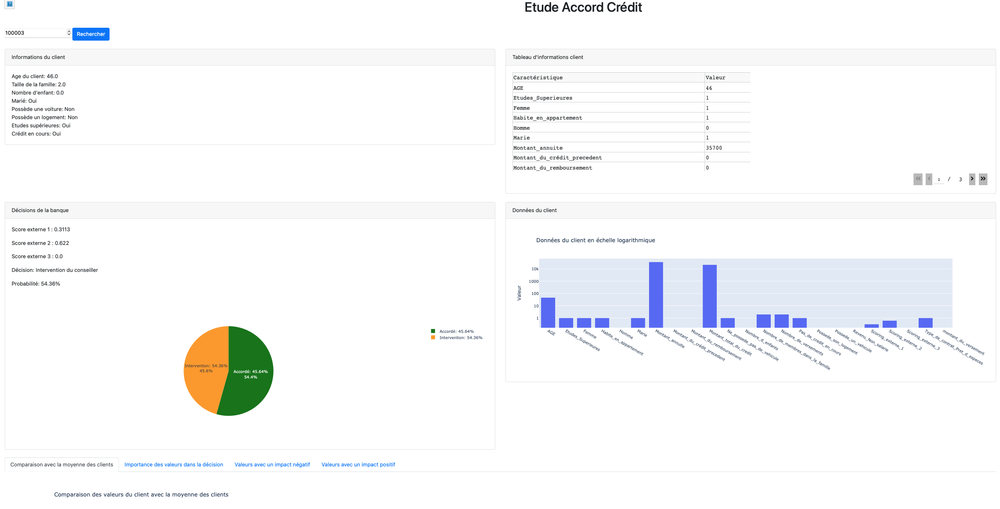 Etude Accord Crédit
100003
Rechercher
Informations du client
Age du client: 46.0
Taille de la famille: 2.0
Nombre d'enfant: 0.0
Marié: Oui
Possède une voiture: Non
Possède un logement: Non
Etudes supérieures: Oui
Crédit en cours: Oui
Tableau d'informations client
Caractéristique Valeur
AGE 46
Etudes_Superieures 1
Femme 1
Habite_en_appartement 1
Homme 0
Marie 1
Montant_annuite 35700
Montant_du_crédit_precedent 0
Montant_du_remboursement 0
1 / 3
Décisions de la banque
Score externe 1 : 0.3113
Score externe 2 : 0.622
Score externe 3 : 0.0
Décision: Intervention du conseiller
Probabilité: 54.36%
Accordé: 45.64%
Intervention: 54.36%
Intervention: 54.36%
45.6%
Accordé: 45.64%
54.4%
Données du client
Données du client en échelle logarithmique
Valeur
10k
1000
100
10
1
AGE
Etudes_Superieures
Femme
Habite_en_appartement
Homme
Marie
Montant_annuite
Montant_du_crédit_precedent
Montant_du_remboursement
Montant_total_du_credit
Ne_possede_pas_de_vehicule
Nombre_d_enfants
Nombre_de_membres_dans_la_famille
Nombre_de_versements
Pas_de_credit_en_cours
Possede_son_logement
Possede_un_vehicule
Revenu_Non_salarie
Scoring_externe_1
Scoring_externe_2
Scoring_externe_3
Type_de_contrat_Pret_d_especes
montant_du_versement
Comparaison avec la moyenne des clients
Importance des valeurs dans la décision
Valeurs avec un impact négatif
Valeurs avec un impact positif
Comparaison des valeurs du client avec la moyenne des clients